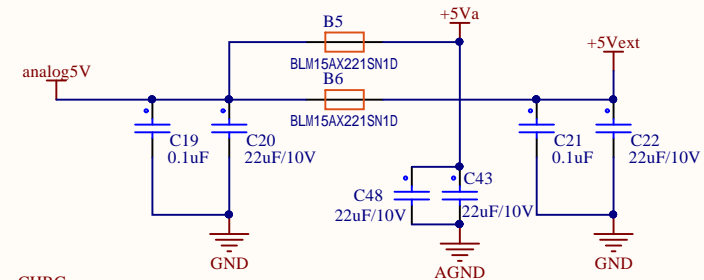 B5
+5Va
+5Vext
BLM15AX221SN1D
analog5V
B6
BLM15AX221SN1D
C19
0.1uF
C20
22uF/10V
C21
0.1uF
C22
22uF/10V
C48
22uF/10V
C43
22uF/10V
GND
AGND
GND